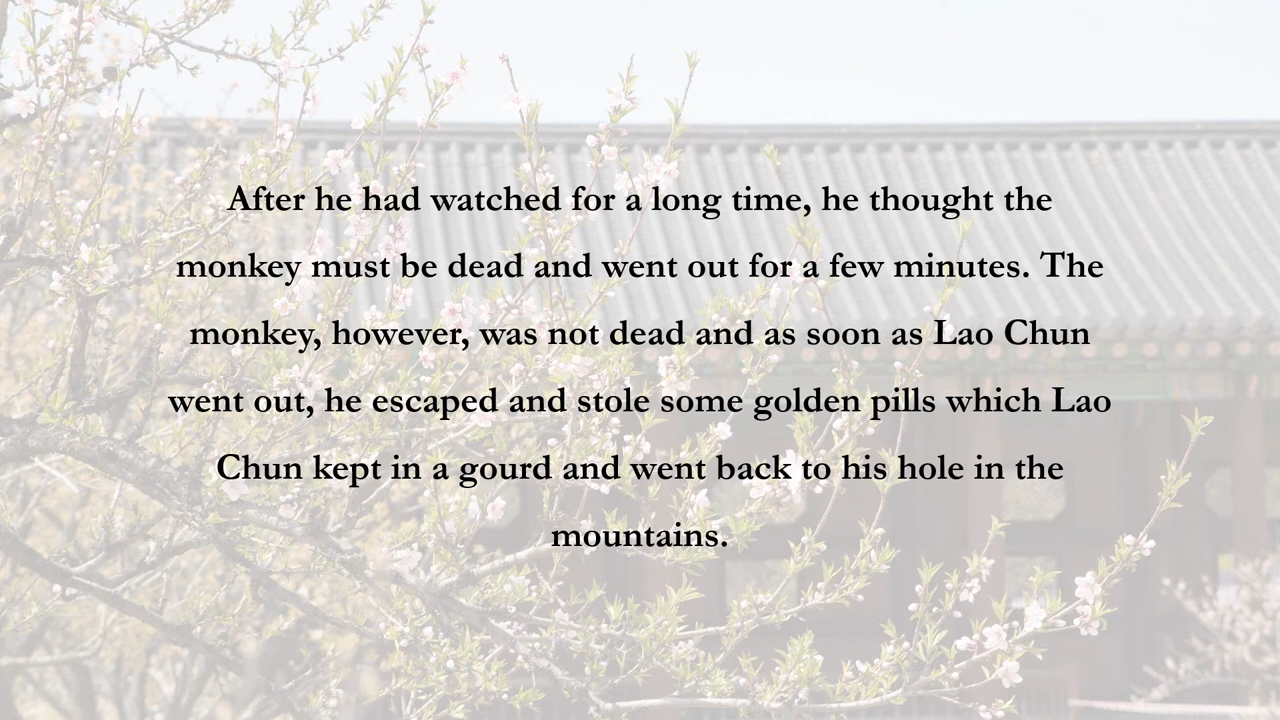 After he had watched for a long time, he thought the
monkey must be dead and went out for a few minutes. The
monkey, however, was not dead and as soon as Lao Chun
went out, he escaped and stole some golden pills which Lao
Chun kept in a gourd and went back to his hole in the
mountains.